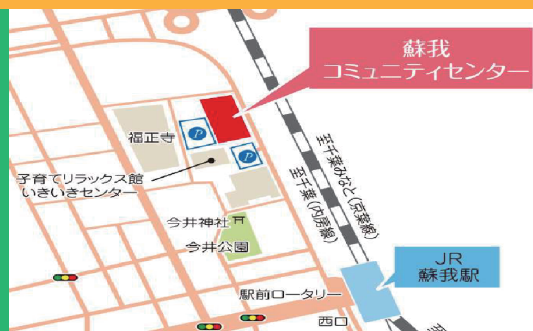 蘇我
コミュニティセンター
福正寺
P
P
子育てリラックス館
いきいきセンター
至千葉みなと(京葉線)
至千葉(内房線)
今井神社
今井公園
JR
蘇我駅
駅前ロータリー
西口
至